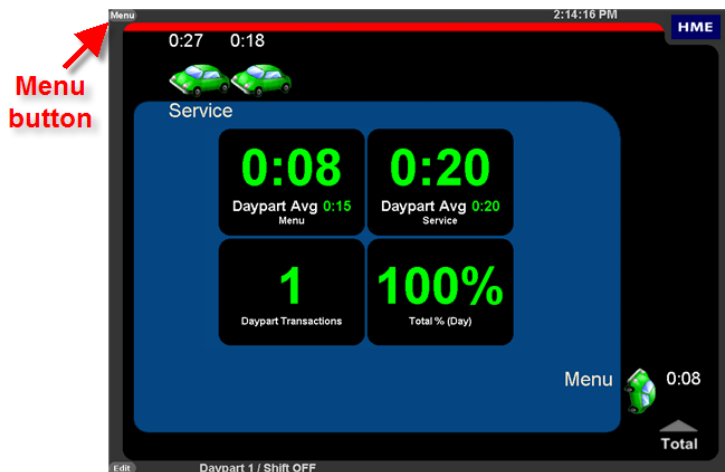 Menu
2:14:16 PM
HME
0:27 0:18
Menu
button
Service
0:08
Daypart Avg 0:15
Menu
0:20
Daypart Avg 0:20
Service
1
Daypart Transactions
100%
Total % (Day)
Menu
0:08
Total
Edit
Daypart 1 / Shift OFF